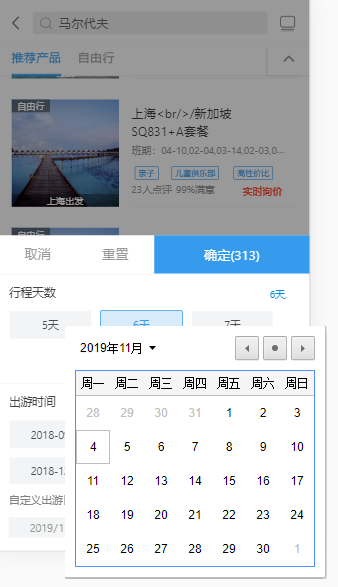 马尔代夫
推荐产品 自由行
自由行
上海<br/>/新加坡
SQ831+A套餐
班期：04-10,02-04,03-14,02-03,0···
亲子 儿童俱乐部 高性价比
23人点评 99%满意 实时询价
上海出发
自由行
取消 重置 确定(313)
行程天数 6天,
5天 6天 7天
2019年11月
周一 周二 周三 周四 周五 周六 周日
28 29 30 31 1 2 3
出游时间
2018-0
4 5 6 7 8 9 10
2018-1
11 12 13 14 15 16 17
自定义出游
18 19 20 21 22 23 24
2019/1
25 26 27 28 29 30 1